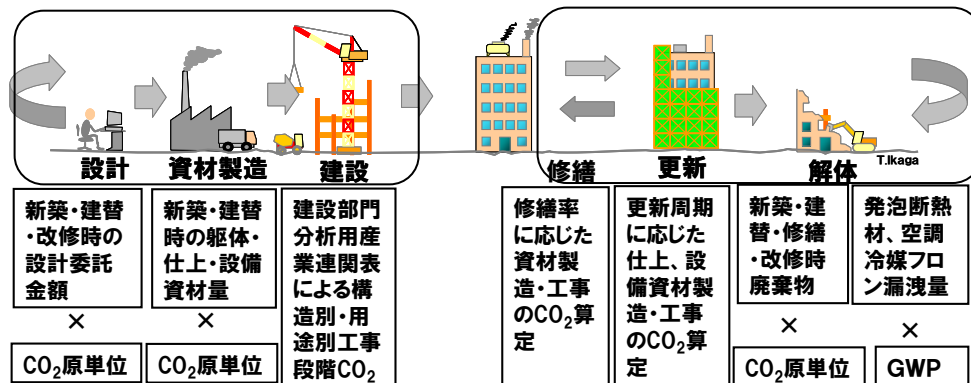 設計
資材製造
建設
修繕
更新
解体
T.Ikaga
新築・建替
・改修時の
設計委託
金額
×
CO₂原単位
新築・建替
時の躯体・
仕上・設備
資材量
×
CO₂原単位
建設部門
分析用産
業連関表
による構
造別・用
途別工事
段階CO₂
修繕率
に応じた
資材製
造・工事
のCO₂算
定
更新周期
に応じた
仕上、設
備資材製
造・工事
のCO₂算
定
新築・建
替・修繕
・改修時
廃棄物
×
CO₂原単位
発泡断熱
材、空調
冷媒フロ
ン漏洩量
×
GWP